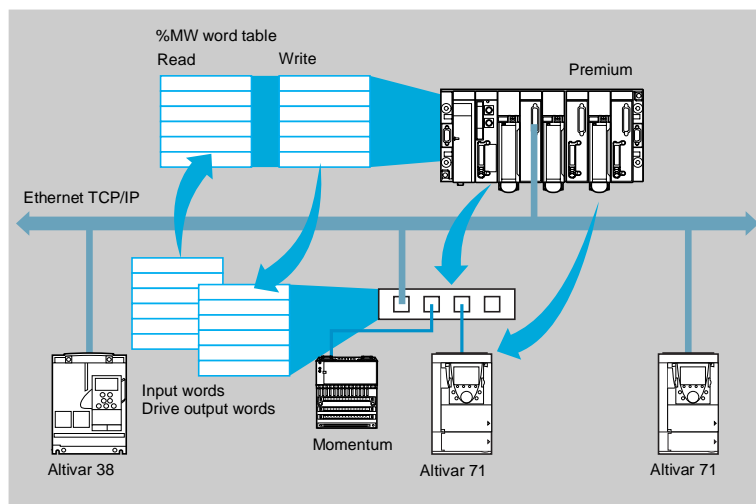 %MW word table
Read
Write
Premium
Ethernet TCP/IP
Input words
Drive output words
Momentum
Altivar 38
Altivar 71
Altivar 71